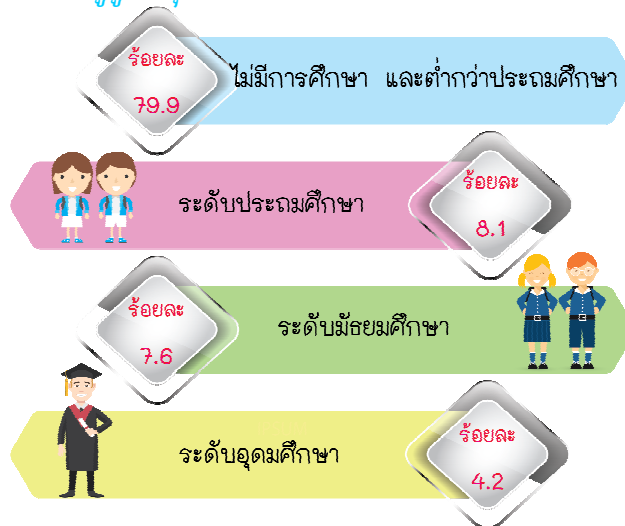 ร้อยละ
79.9
ไม่มีการศึกษา และต่ำกว่าประถมศึกษา
ระดับประถมศึกษา
ร้อยละ
8.1
ร้อยละ
7.6
ระดับมัธยมศึกษา
ระดับอุดมศึกษา
ร้อยละ
4.2